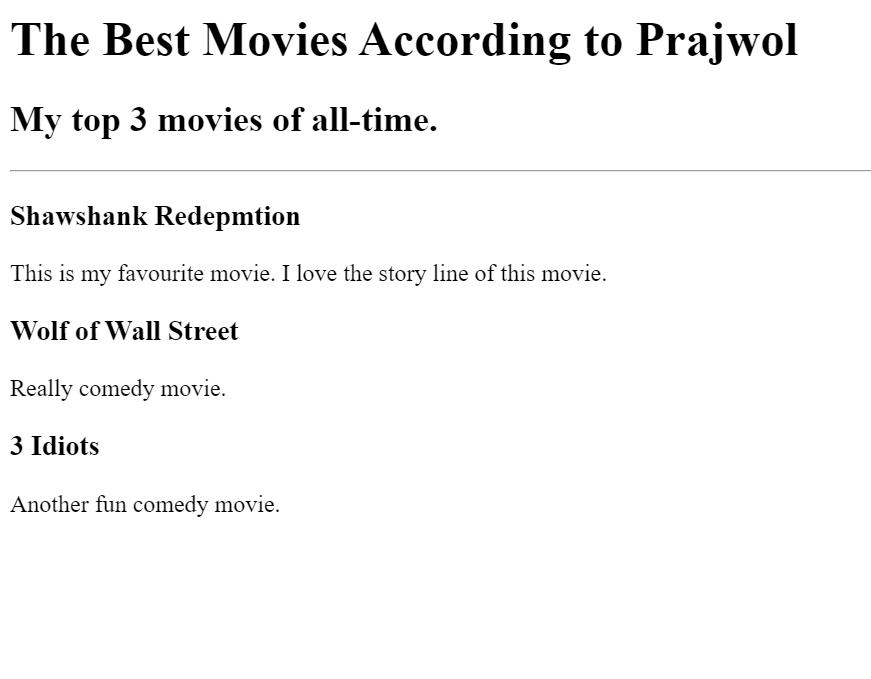 The Best Movies According to Prajwol
My top 3 movies of all-time.
Shawshank Redepmtion
This is my favourite movie. I love the story line of this movie.
Wolf of Wall Street
Really comedy movie.
3 Idiots
Another fun comedy movie.